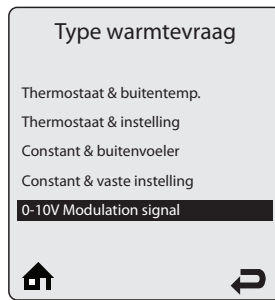 Type warmtevraag
Thermostaat & buitentemp.
Thermostaat & instelling
Constant & buitenvoeler
Constant & vaste instelling
0-10V Modulation signal